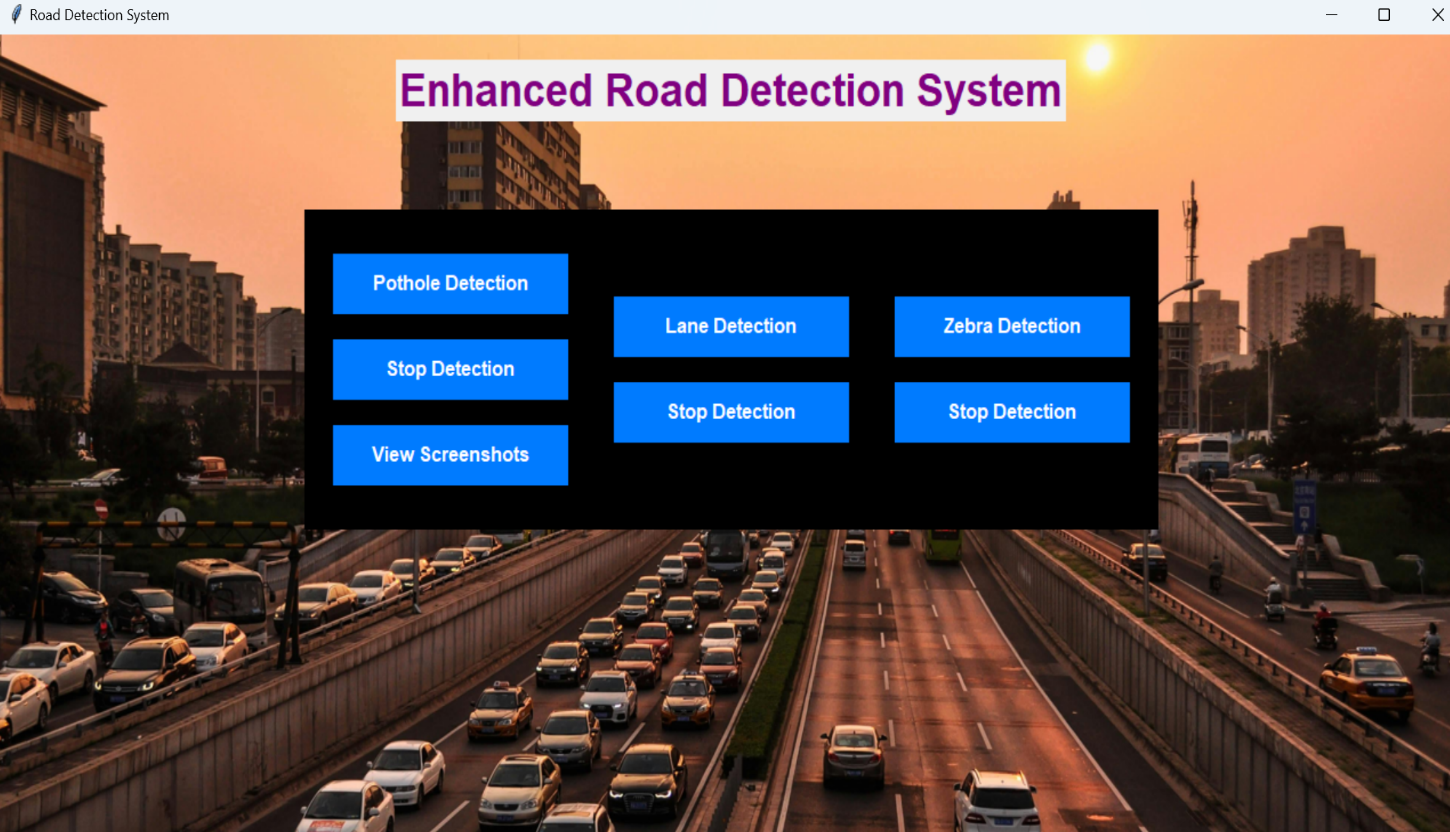 Road Detection System
Enhanced Road Detection System
Pothole Detection
Stop Detection
View Screenshots
Lane Detection
Stop Detection
Zebra Detection
Stop Detection